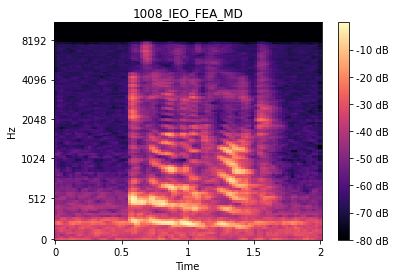 1008_IEO_FEA_MD
8192
4096
2048
1024
512
0
Hz
0
0.5
1
1.5
2
Time
-10 dB
-20 dB
-30 dB
-40 dB
-50 dB
-60 dB
-70 dB
-80 dB